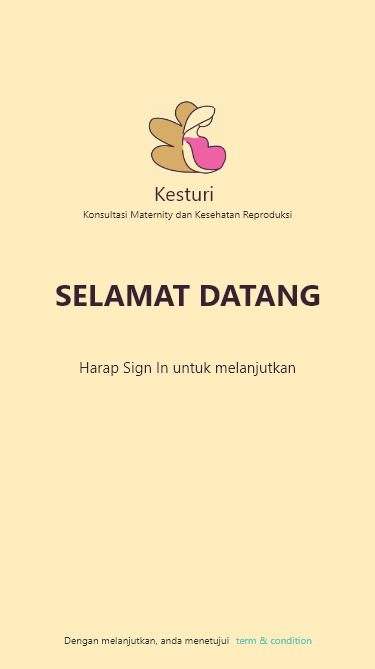 Kesturi
Konsultasi Maternity dan Kesehatan Reproduksi
SELAMAT DATANG
Harap Sign In untuk melanjutkan
Dengan melanjutkan, anda menetujui term & condition